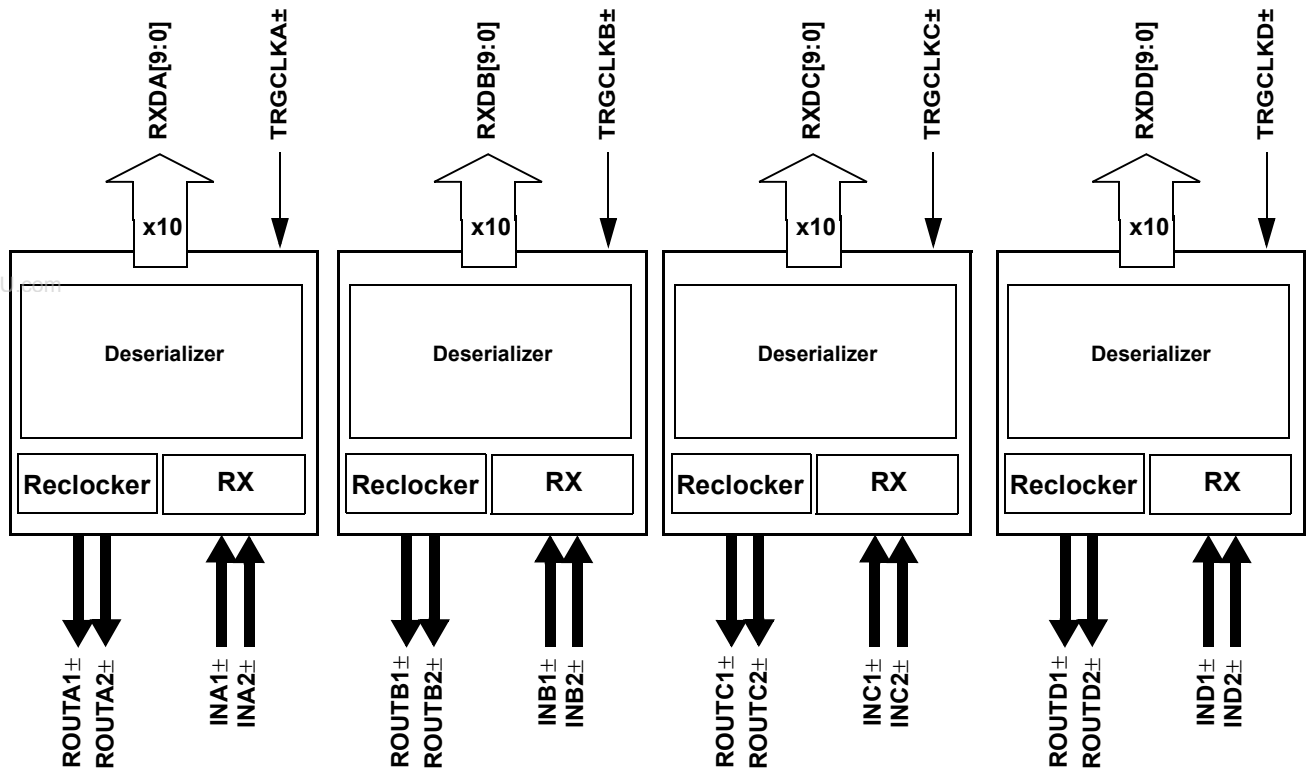 RXDA[9:0]
TRGCLKA±
RXDB[9:0]
TRGCLKB±
RXDC[9:0]
TRGCLKC±
RXDD[9:0]
TRGCLKD±
x10
x10
x10
x10
U.com
Deserializer
Deserializer
Deserializer
Deserializer
Reclocker
RX
Reclocker
RX
Reclocker
RX
Reclocker
RX
ROUTA1±
ROUTA2±
INA1±
INA2±
ROUTB1±
ROUTB2±
INB1±
INB2±
ROUTC1±
ROUTC2±
INC1±
INC2±
ROUTD1±
ROUTD2±
IND1±
IND2±